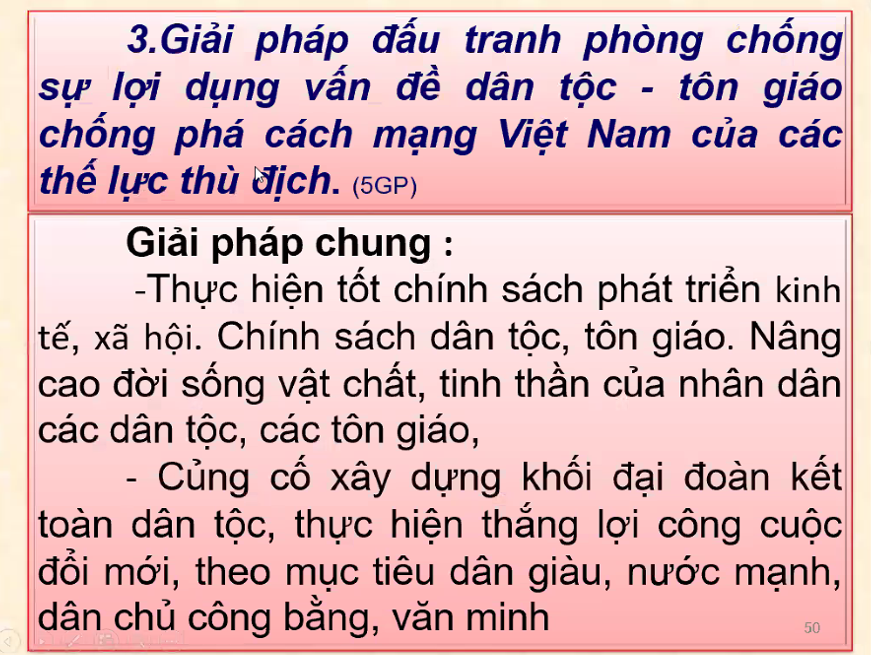 3.Giải pháp đấu tranh phòng chống
sự lợi dụng vấn đề dân tộc - tôn giáo
chống phá cách mạng Việt Nam của các
thế lực thù địch. (5GP)
Giải pháp chung :
-Thực hiện tốt chính sách phát triển kinh
tế, xã hội. Chính sách dân tộc, tôn giáo. Nâng
cao đời sống vật chất, tinh thần của nhân dân
các dân tộc, các tôn giáo,
- Củng cố xây dựng khối đại đoàn kết
toàn dân tộc, thực hiện thắng lợi công cuộc
đổi mới, theo mục tiêu dân giàu, nước mạnh,
dân chủ công bằng, văn minh
50